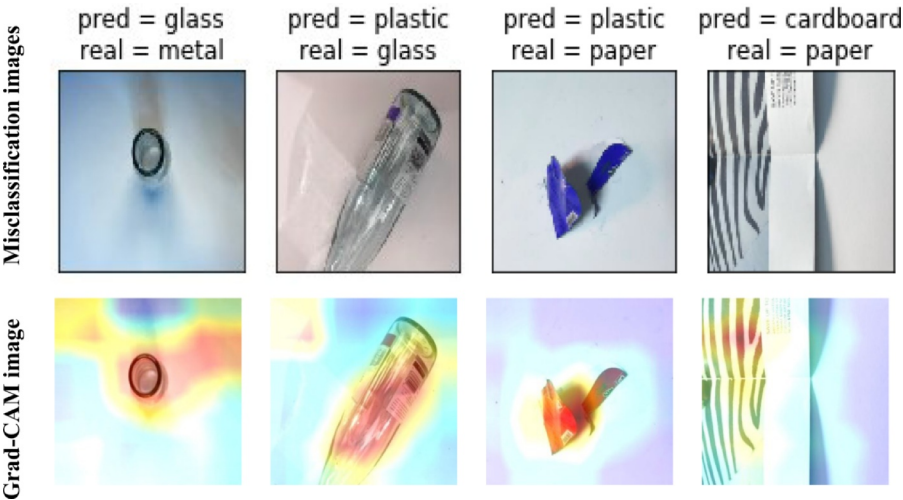 pred = glass
real = metal
pred = plastic
real = glass
pred = plastic
real = paper
pred = cardboard
real = paper
Misclassification images
Grad-CAM image